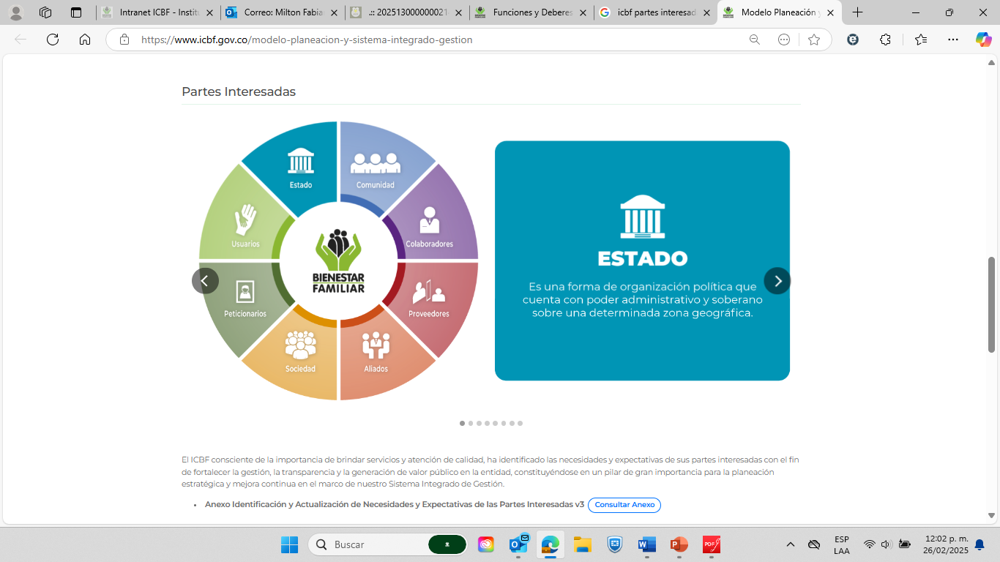 Intranet ICBF - Instit
Correo: Milton Fabia
.:: 202513000000021
Funciones y Deberes
icbf partes interesad
Modelo Planeación y
https://www.icbf.gov.co/modelo-planeacion-y-sistema-integrado-gestion
Partes Interesadas
Estado
Comunidad
Usuarios
Colaboradores
BIENESTAR
FAMILIAR
Peticionarios
Proveedores
Sociedad
Aliados
ESTADO
Es una forma de organización política que
cuenta con poder administrativo y soberano
sobre una determinada zona geográfica.
El ICBF consciente de la importancia de brindar servicios y atención de calidad, ha identificado las necesidades y expectativas de sus partes interesadas con el fin
de fortalecer la gestión, la transparencia y la generación de valor público en la entidad, constituyéndose en un pilar de gran importancia para la planeación
estratégica y mejora continua en el marco de nuestro Sistema Integrado de Gestión.
• Anexo Identificación y Actualización de Necesidades y Expectativas de las Partes Interesadas v3 Consultar Anexo
Buscar
PDF
ESP
LAA
12:02 p. m.
26/02/2025